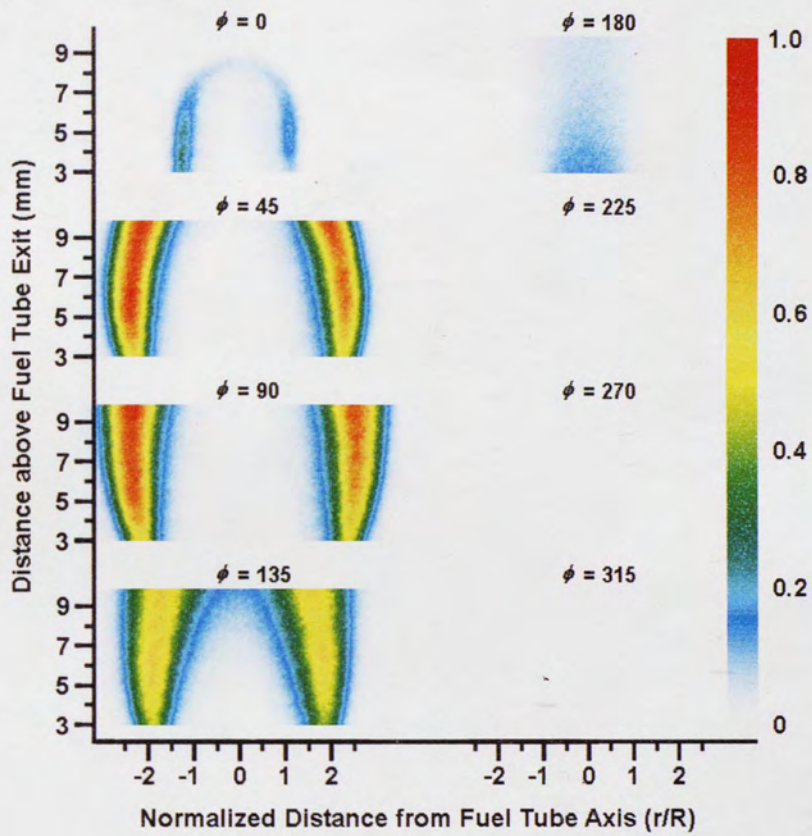 ϕ = 0
ϕ = 180
9
7
5
3
ϕ = 45
ϕ = 225
9
7
5
3
ϕ = 90
ϕ = 270
9
7
5
3
ϕ = 135
ϕ = 315
9
7
5
3
Distance above Fuel Tube Exit (mm)
-2 -1 0 1 2
-2 -1 0 1 2
Normalized Distance from Fuel Tube Axis (r/R)
1.0
0.8
0.6
0.4
0.2
0